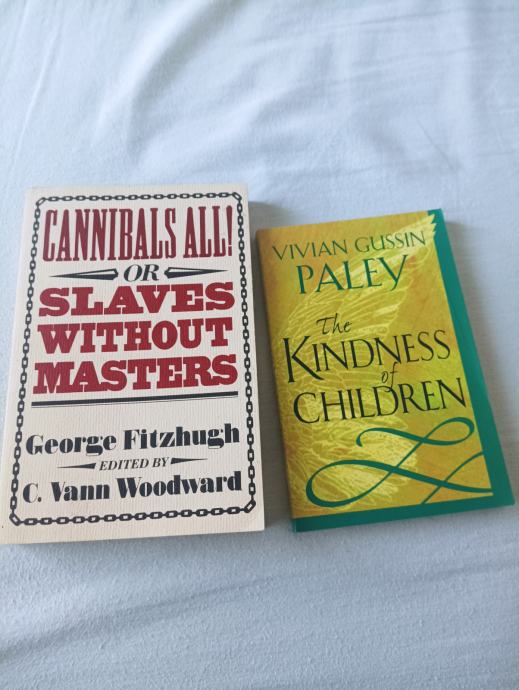 CANNIBALS ALL!
OR
SLAVES
WITHOUT
MASTERS
George Fitzhugh
EDITED BY
C. Vann Woodward
VIVIAN GUSSIN
PALEY
The
KINDNESS
of
CHILDREN